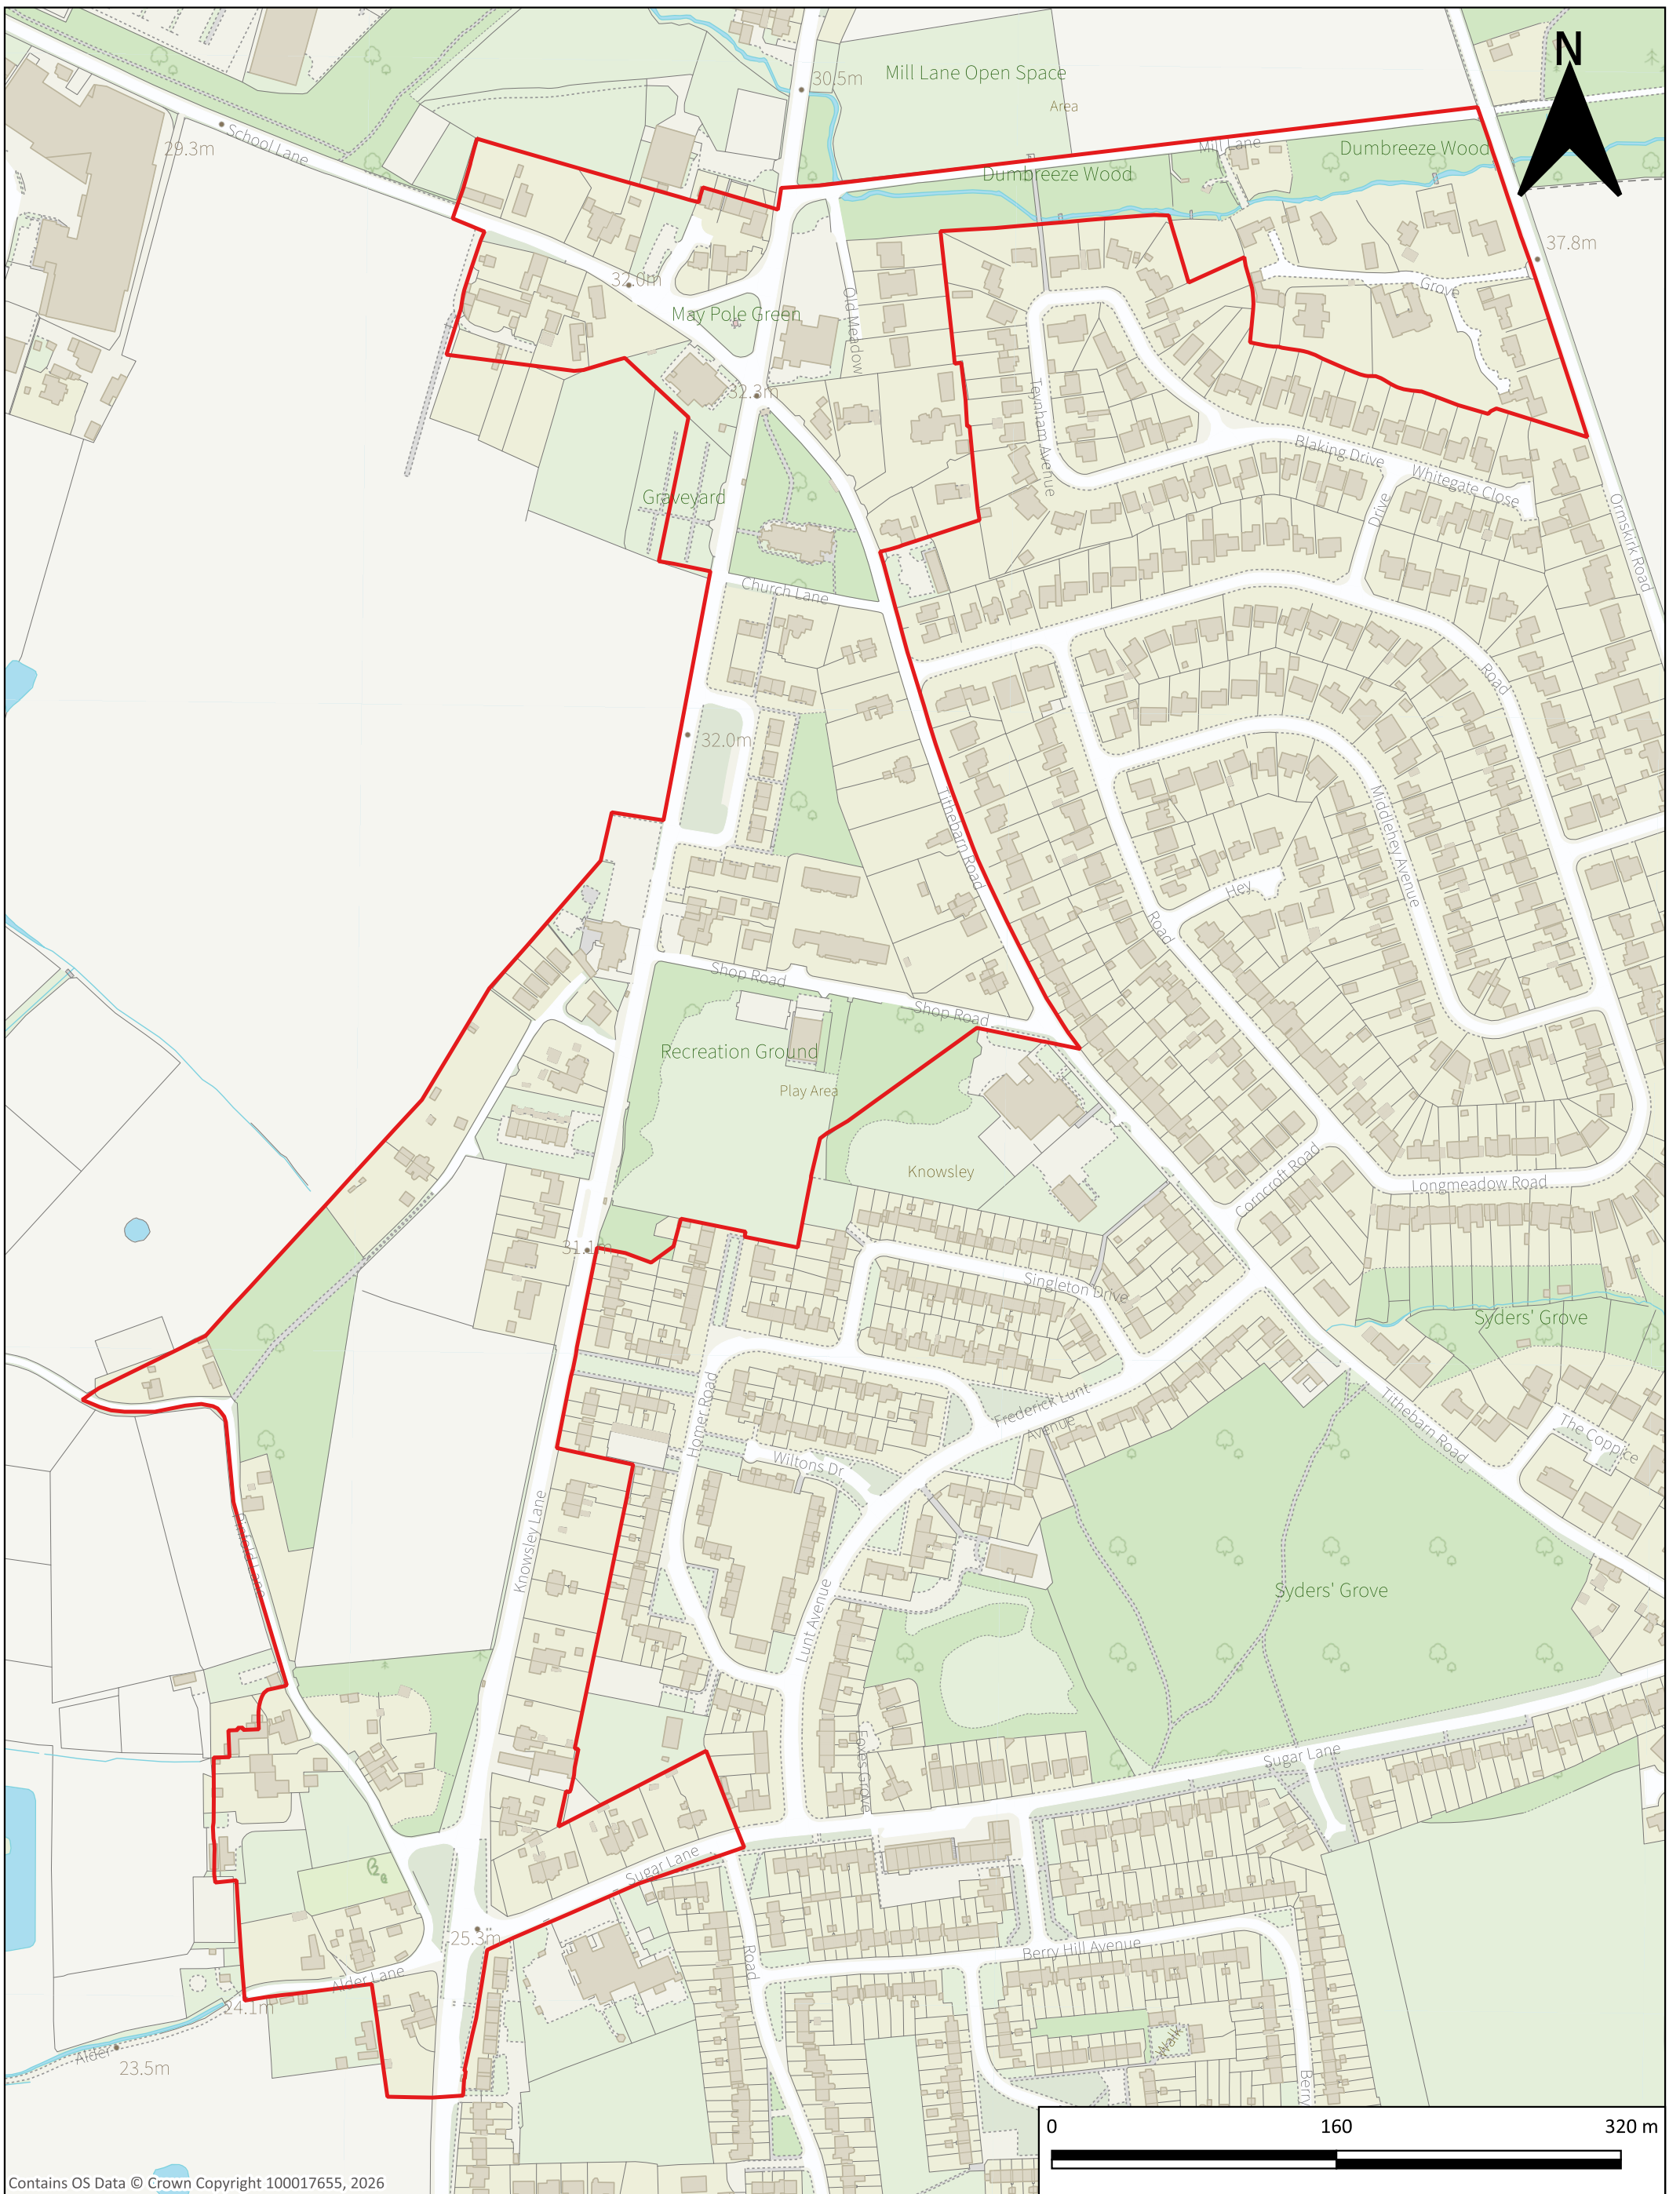 N
30.5m
Mill Lane Open Space
Area
29.3m
School Lane
Mill Lane
Dumbreeze Wood
Dumbreeze Wood
37.8m
32.0m
May Pole Green
Old Meadow
Grove
32.3m
Teynham Avenue
Blaking Drive
Whitegate Close
Drive
Ormskirk Road
Graveyard
Church Lane
Road
32.0m
Tithebarn Road
Middlehey Avenue
Hey
Road
Shop Road
Shop Road
Recreation Ground
Play Area
Knowsley
Corncroft Road
Longmeadow Road
31.1m
Singleton Drive
Syders' Grove
Homer Road
Frederick Lunt
Avenue
Tithebarn Road
The Coppice
Wiltons Dr
Knowsley Lane
Lunt Avenue
Syders' Grove
Foxes Grove
Sugar Lane
Sugar Lane
25.3m
Road
Berry Hill Avenue
Alder Lane
24.1m
Alder
23.5m
Walk
Berry
0
160
320 m
Contains OS Data © Crown Copyright 100017655, 2026